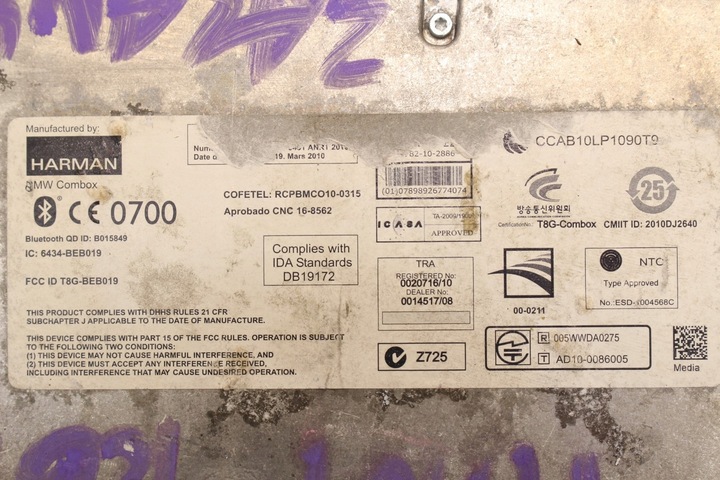 Manufactured by:
HARMAN
BMW Combox
CE 0700
Bluetooth QD ID: B015849
IC: 6434-BEB019
FCC ID T8G-BEB019
THIS PRODUCT COMPLIES WITH DHHS RULES 21 CFR
SUBCHAPTER J APPLICABLE TO THE DATE OF MANUFACTURE.
THIS DEVICE COMPLIES WITH PART 15 OF THE FCC RULES. OPERATION IS SUBJECT
TO THE FOLLOWING TWO CONDITIONS:
(1) THIS DEVICE MAY NOT CAUSE HARMFUL INTERFERENCE, AND
(2) THIS DEVICE MUST ACCEPT ANY INTERFERENCE RECEIVED,
INCLUDING INTERFERENCE THAT MAY CAUSE UNDESIRED OPERATION.
19. Mars 2010
COFETEL: RCPBMCO10-0315
Aprobado CNC 16-8562
Complies with
IDA Standards
DB19172
82-10-2886
(01)07898926774074
ICASA
TA-2009/1900
APPROVED
TRA
REGISTERED No:
0020716/10
DEALER No:
0014517/08
Z725
CCAB10LP1090T9
방송통신위원회
25
Certification No.: T8G-Combox
CMIIT ID: 2010DJ2640
00-0211
NTC
Type Approved
No.:ESD-1004568C
R 005WWDA0275
T AD10-0086005
Media